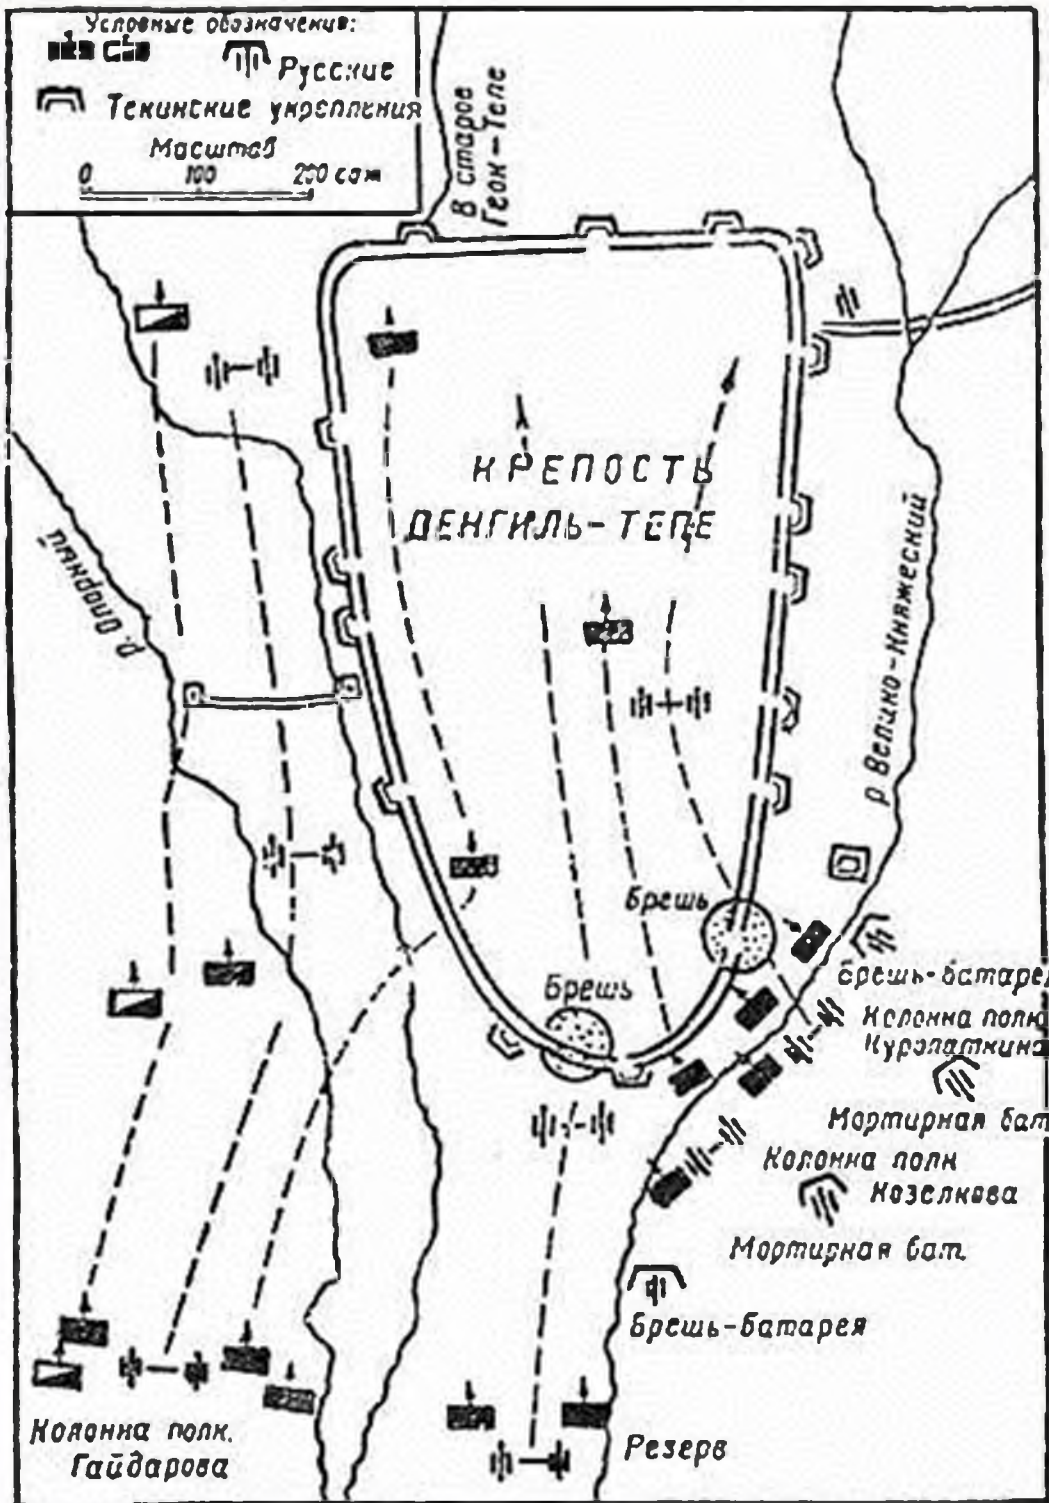 Условные обозначения:
Русские
Текинские укрепления
Масштаб
0 100 200 саж
В старое
Геок-Тепе
КРЕПОСТЬ
ДЕНГИЛЬ-ТЕПЕ
р. Опорный
р. Велико-Княжеский
Брешь
Брешь
Брешь-батарея
Колонна полк
Куропаткина
Мортирная бат
Колонна полк
Козелкова
Мортирная бат.
Брешь-батарея
Колонна полк.
Гайдарова
Резерв